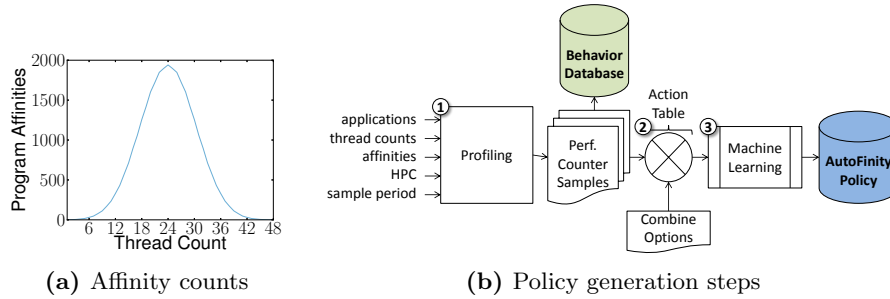 Program Affinities
2000
1500
1000
500
0
6 12 18 24 30 36 42 48
Thread Count
(a) Affinity counts
Behavior
Database
1
applications
thread counts
affinities
HPC
sample period
Profiling
Perf.
Counter
Samples
2
Action
Table
Combine
Options
3
Machine
Learning
AutoFinity
Policy
(b) Policy generation steps